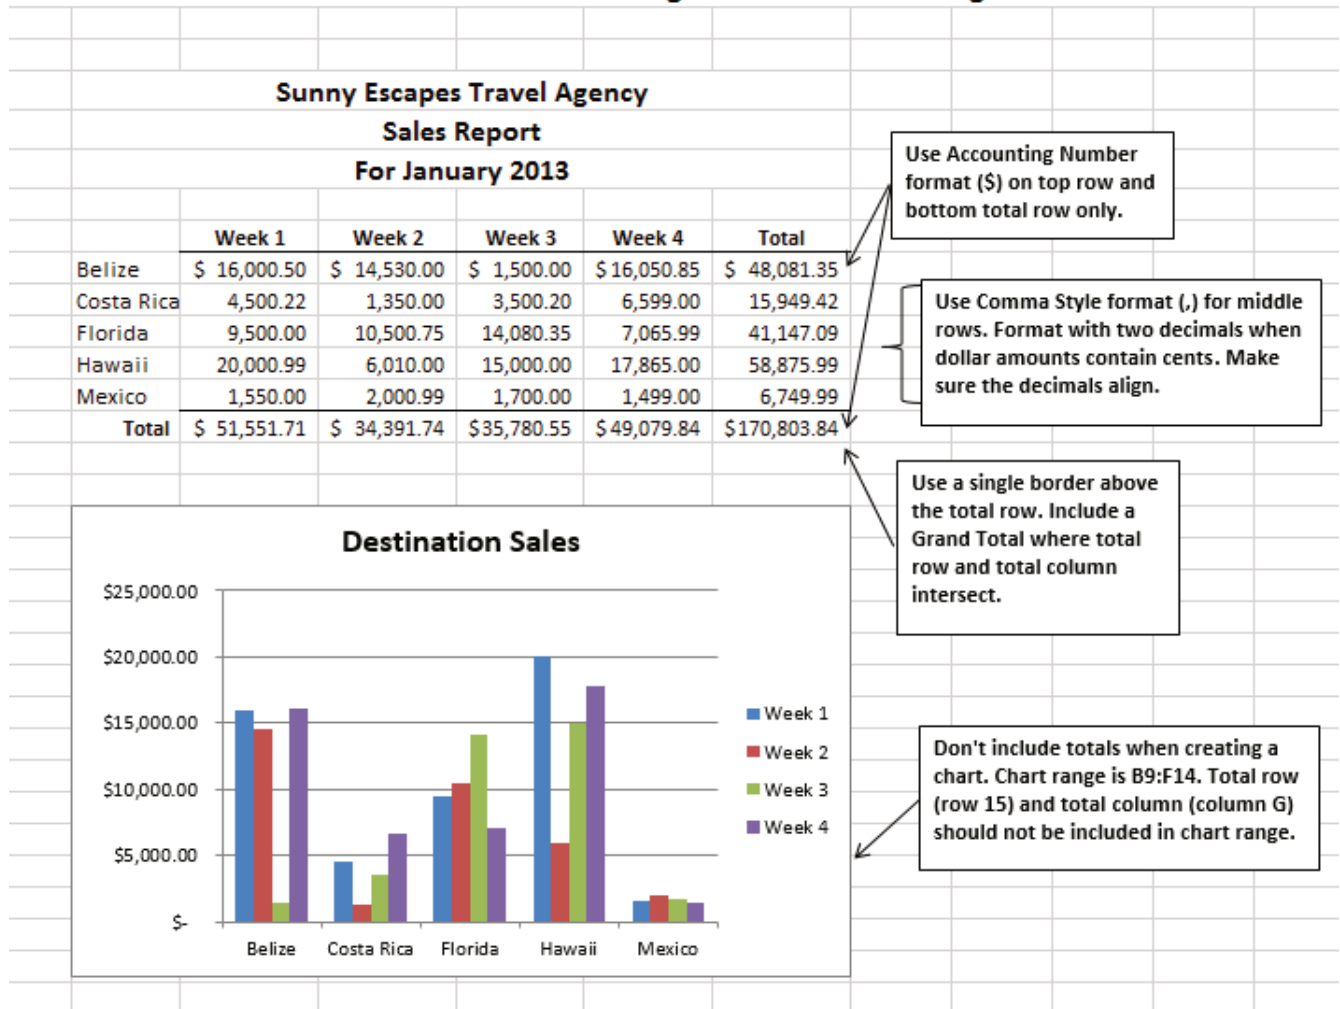 Sunny Escapes Travel Agency
Sales Report
For January 2013
Week 1 Week 2 Week 3 Week 4 Total
Belize $ 16,000.50 $ 14,530.00 $ 1,500.00 $16,050.85 $ 48,081.35
Costa Rica 4,500.22 1,350.00 3,500.20 6,599.00 15,949.42
Florida 9,500.00 10,500.75 14,080.35 7,065.99 41,147.09
Hawaii 20,000.99 6,010.00 15,000.00 17,865.00 58,875.99
Mexico 1,550.00 2,000.99 1,700.00 1,499.00 6,749.99
Total $ 51,551.71 $ 34,391.74 $35,780.55 $49,079.84 $170,803.84
Use Accounting Number
format ($) on top row and
bottom total row only.
Use Comma Style format (,) for middle
rows. Format with two decimals when
dollar amounts contain cents. Make
sure the decimals align.
Use a single border above
the total row. Include a
Grand Total where total
row and total column
intersect.
Destination Sales
$25,000.00
$20,000.00
$15,000.00
$10,000.00
$5,000.00
$-
Belize Costa Rica Florida Hawaii Mexico
Week 1
Week 2
Week 3
Week 4
Don't include totals when creating a
chart. Chart range is B9:F14. Total row
(row 15) and total column (column G)
should not be included in chart range.